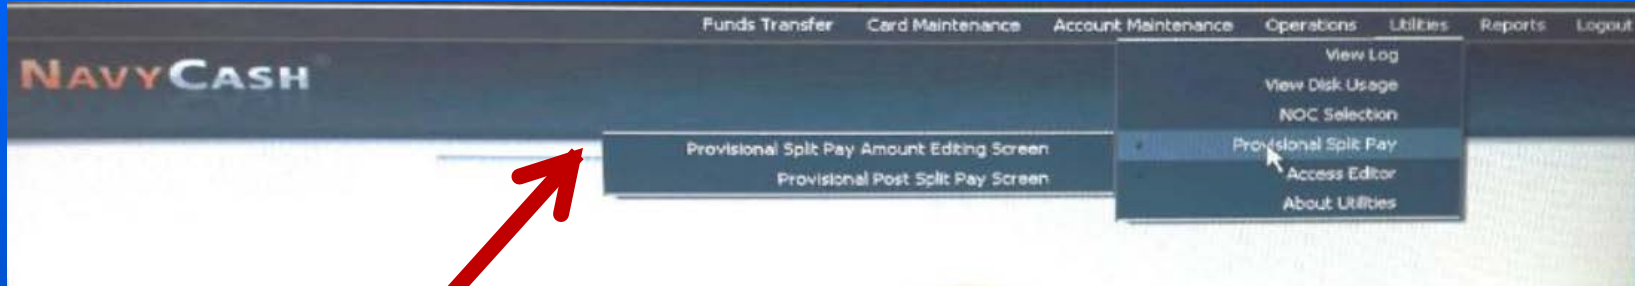 Funds Transfer Card Maintenance Account Maintenance Operations Utilities Reports Logout
NAVYCASH
View Log
View Disk Usage
NOC Selection
Provisional Split Pay
Access Editor
About Utilities
Provisional Split Pay Amount Editing Screen
Provisional Post Split Pay Screen